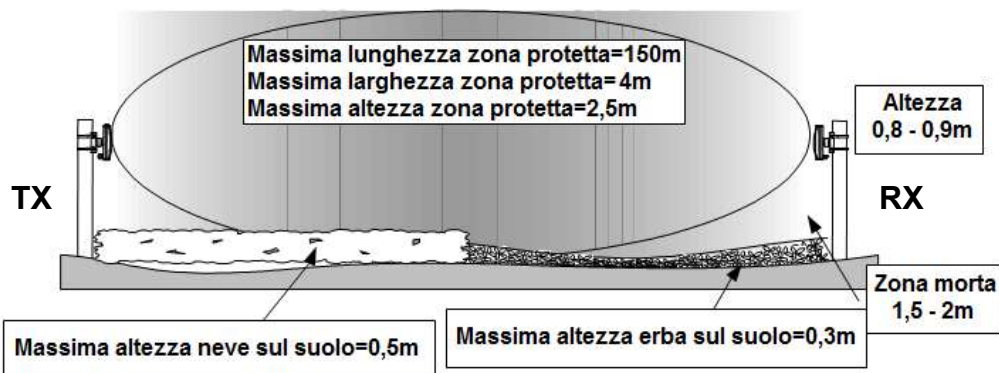 Massima lunghezza zona protetta=150m
Massima larghezza zona protetta=4m
Massima altezza zona protetta=2,5m
Altezza
0,8 - 0,9m
TX
RX
Zona morta
1,5 - 2m
Massima altezza neve sul suolo=0,5m
Massima altezza erba sul suolo=0,3m